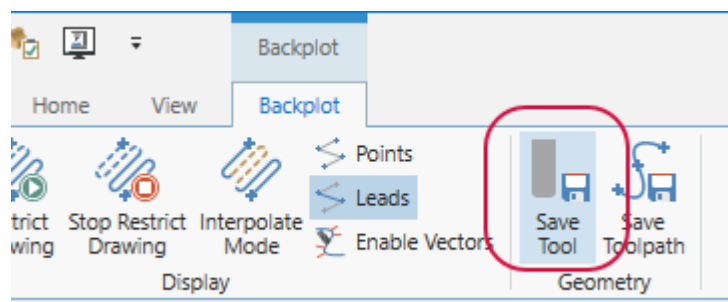 Backplot
Home View Backplot
Points
Leads
Enable Vectors
Stop Restrict
Drawing
Interpolate
Mode
Save
Tool
Save
Toolpath
Display Geometry